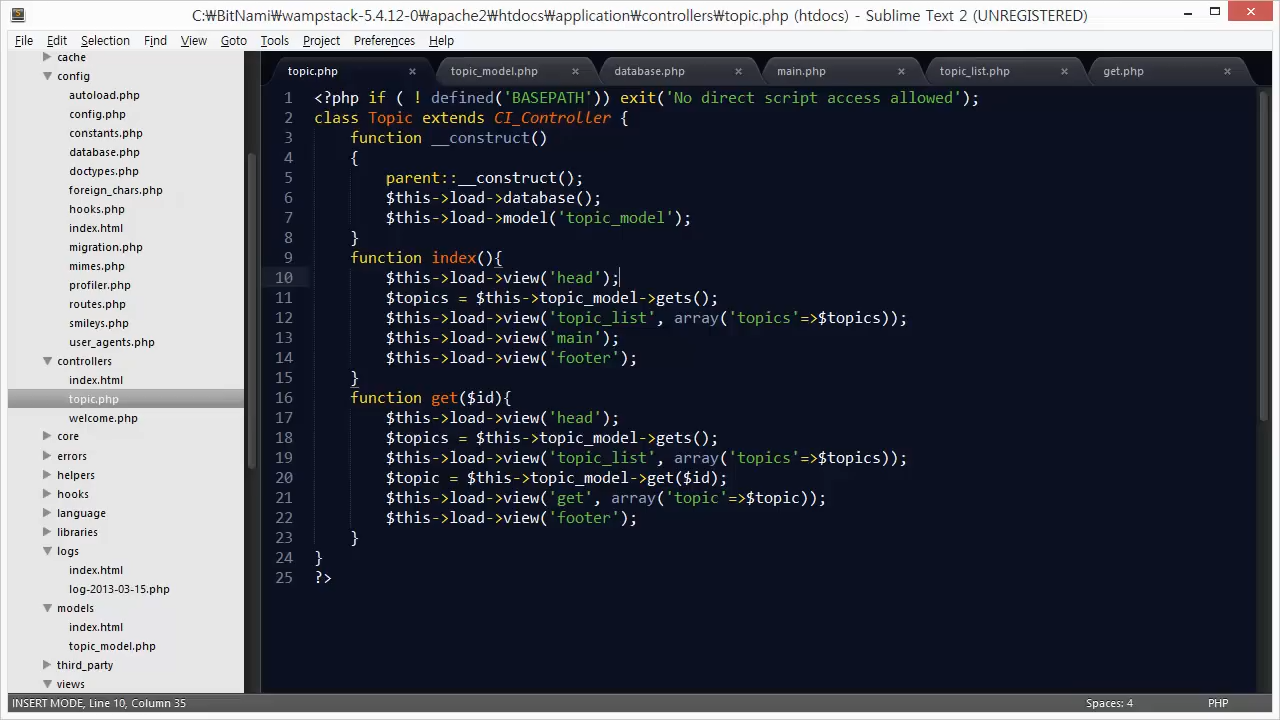 C:₩BitNami₩wampstack-5.4.12-0₩apache2₩htdocs₩application₩controllers₩topic.php (htdocs) - Sublime Text 2 (UNREGISTERED)
File Edit Selection Find View Goto Tools Project Preferences Help
cache
config
autoload.php
config.php
constants.php
database.php
doctypes.php
foreign_chars.php
hooks.php
index.html
migration.php
mimes.php
profiler.php
routes.php
smileys.php
user_agents.php
controllers
index.html
topic.php
welcome.php
core
errors
helpers
hooks
language
libraries
logs
index.html
log-2013-03-15.php
models
index.html
topic_model.php
third_party
views
topic.php × topic_model.php × database.php × main.php × topic_list.php × get.php ×
1 <?php if ( ! defined('BASEPATH')) exit('No direct script access allowed');
2 class Topic extends CI_Controller {
3 function __construct()
4 {
5 parent::__construct();
6 $this->load->database();
7 $this->load->model('topic_model');
8 }
9 function index(){
10 $this->load->view('head');
11 $topics = $this->topic_model->gets();
12 $this->load->view('topic_list', array('topics'=>$topics));
13 $this->load->view('main');
14 $this->load->view('footer');
15 }
16 function get($id){
17 $this->load->view('head');
18 $topics = $this->topic_model->gets();
19 $this->load->view('topic_list', array('topics'=>$topics));
20 $topic = $this->topic_model->get($id);
21 $this->load->view('get', array('topic'=>$topic));
22 $this->load->view('footer');
23 }
24 }
25 ?>
INSERT MODE, Line 10, Column 35 Spaces: 4 PHP